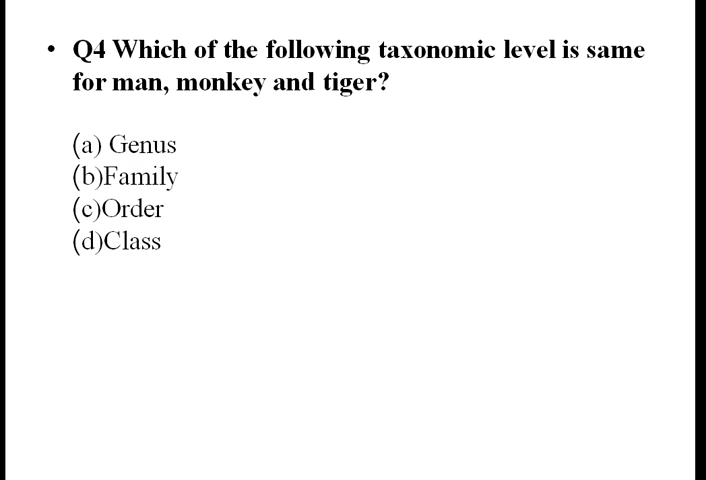 • Q4 Which of the following taxonomic level is same
for man, monkey and tiger?
(a) Genus
(b)Family
(c)Order
(d)Class